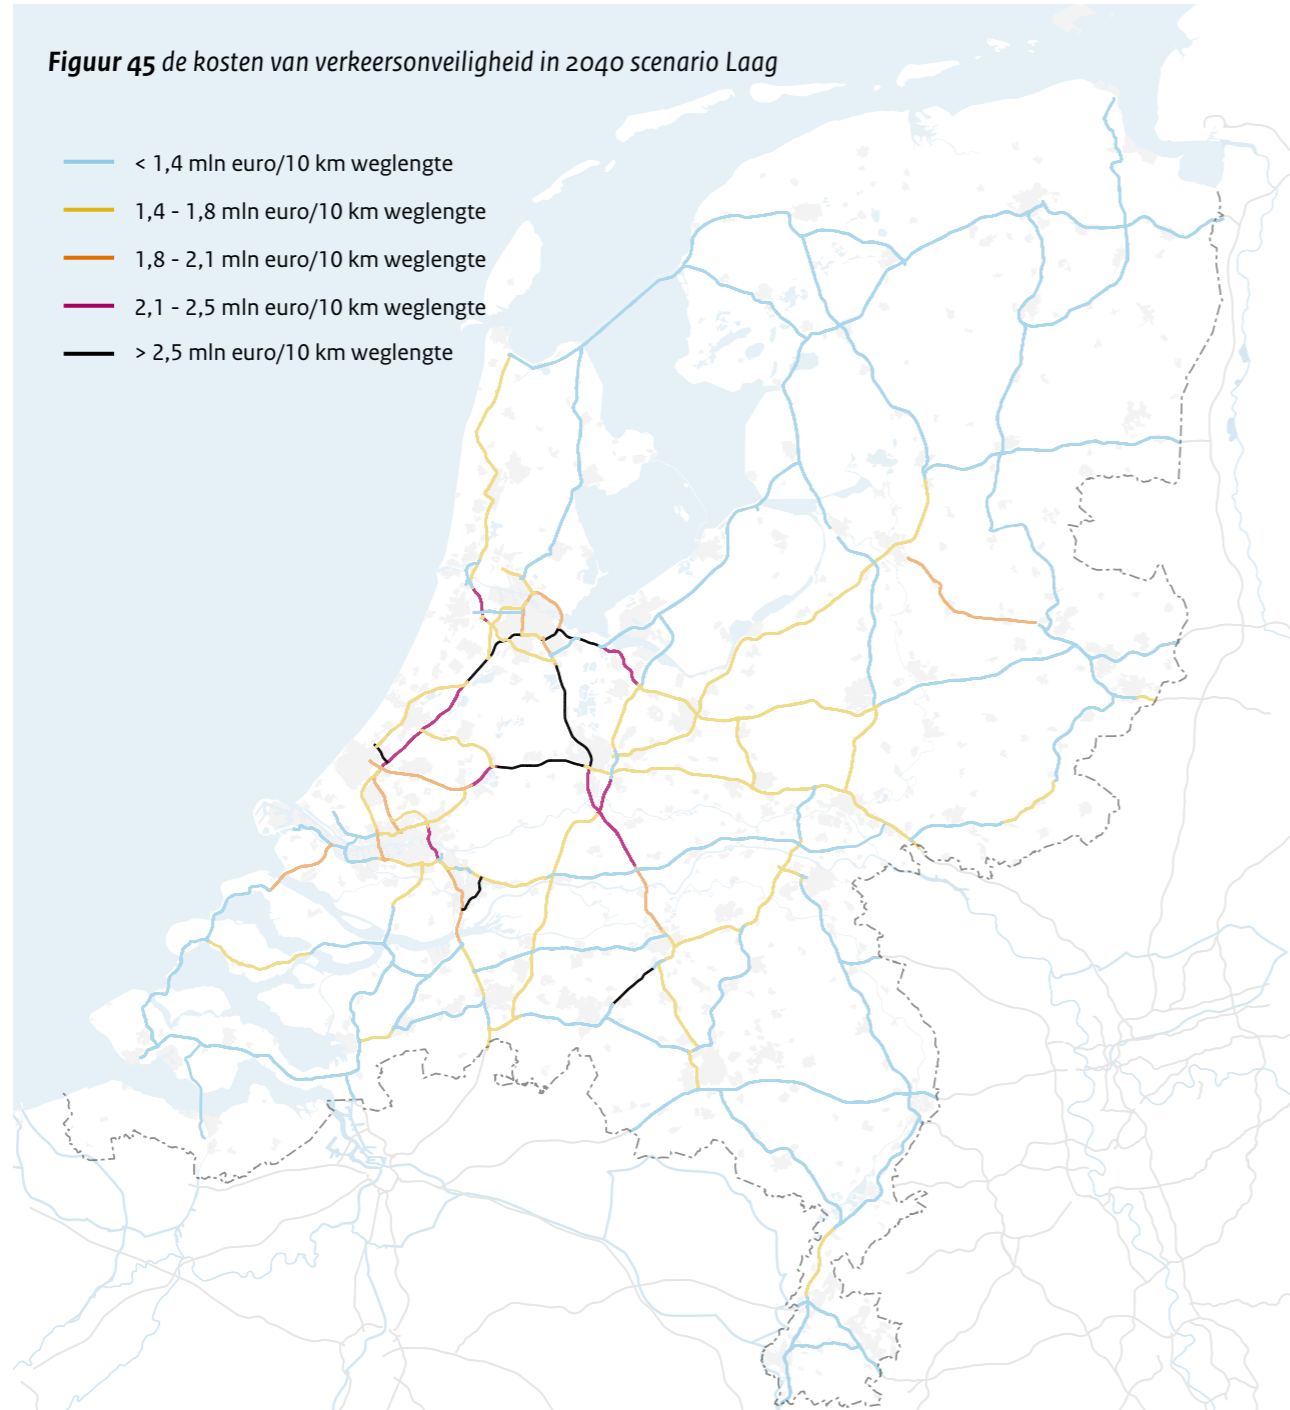 Figuur 45 de kosten van verkeersonveiligheid in 2040 scenario Laag
< 1,4 mln euro/10 km weglengte
1,4 - 1,8 mln euro/10 km weglengte
1,8 - 2,1 mln euro/10 km weglengte
2,1 - 2,5 mln euro/10 km weglengte
> 2,5 mln euro/10 km weglengte